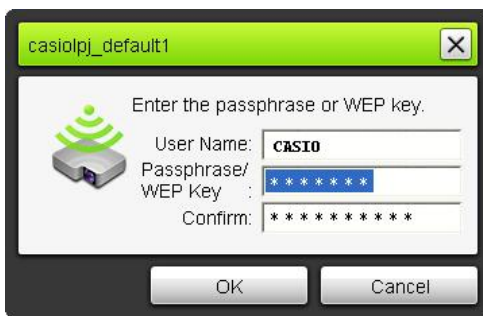 casiolpj_default1
Enter the passphrase or WEP key.
User Name: CASIO
Passphrase/
WEP Key : * * * * * * *
Confirm: * * * * * * * * * *
OK Cancel